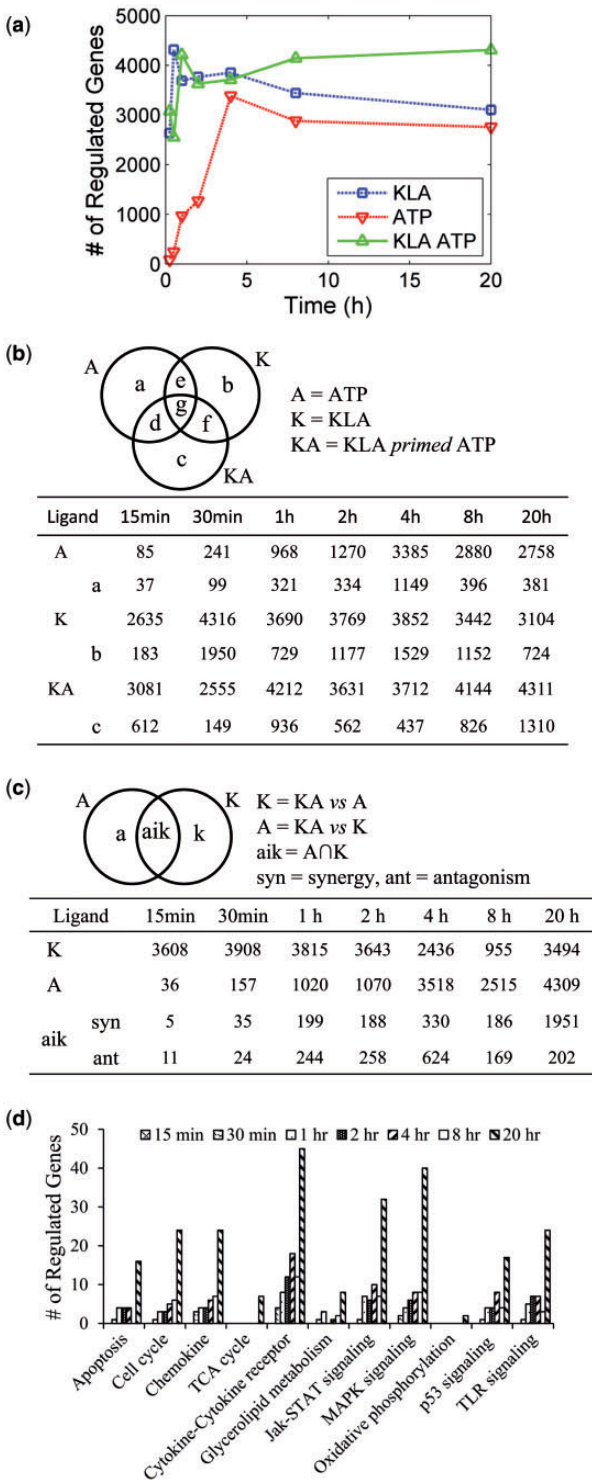 (a)
# of Regulated Genes
5000
4000
3000
2000
1000
0
KLA
ATP
KLA ATP
0 5 10 15 20
Time (h)
(b)
A K
a e b
g
d f
c
KA
A = ATP
K = KLA
KA = KLA primed ATP
Ligand 15min 30min 1h 2h 4h 8h 20h
A 85 241 968 1270 3385 2880 2758
a 37 99 321 334 1149 396 381
K 2635 4316 3690 3769 3852 3442 3104
b 183 1950 729 1177 1529 1152 724
KA 3081 2555 4212 3631 3712 4144 4311
c 612 149 936 562 437 826 1310
(c)
A K
a aik k
K = KA vs A
A = KA vs K
aik = A∩K
syn = synergy, ant = antagonism
Ligand 15min 30min 1 h 2 h 4 h 8 h 20 h
K 3608 3908 3815 3643 2436 955 3494
A 36 157 1020 1070 3518 2515 4309
aik
syn 5 35 199 188 330 186 1951
ant 11 24 244 258 624 169 202
(d)
# of Regulated Genes
50
40
30
20
10
0
15 min 30 min 1 hr 2 hr 4 hr 8 hr 20 hr
Apoptosis
Cell cycle
Chemokine
TCA cycle
Cytokine-Cytokine receptor
Glycerolipid metabolism
Jak-STAT signaling
MAPK signaling
Oxidative phosphorylation
p53 signaling
TLR signaling